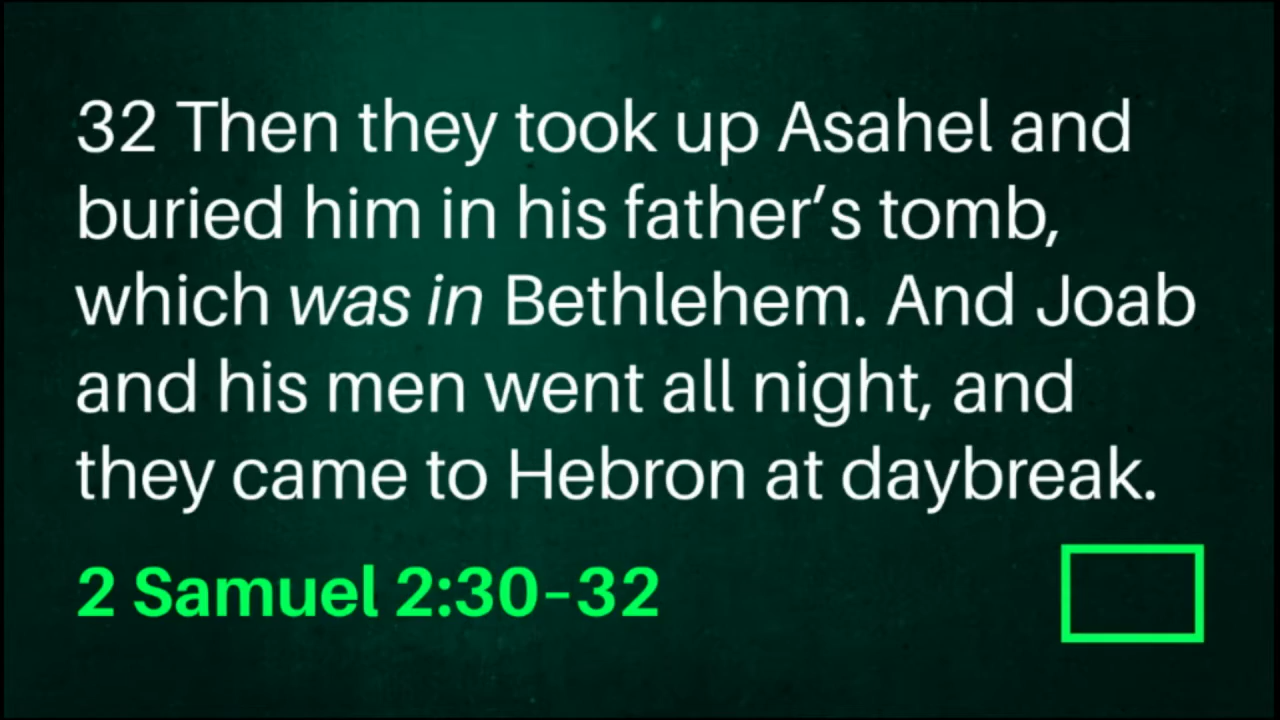 32 Then they took up Asahel and
buried him in his father’s tomb,
which was in Bethlehem. And Joab
and his men went all night, and
they came to Hebron at daybreak.
2 Samuel 2:30–32